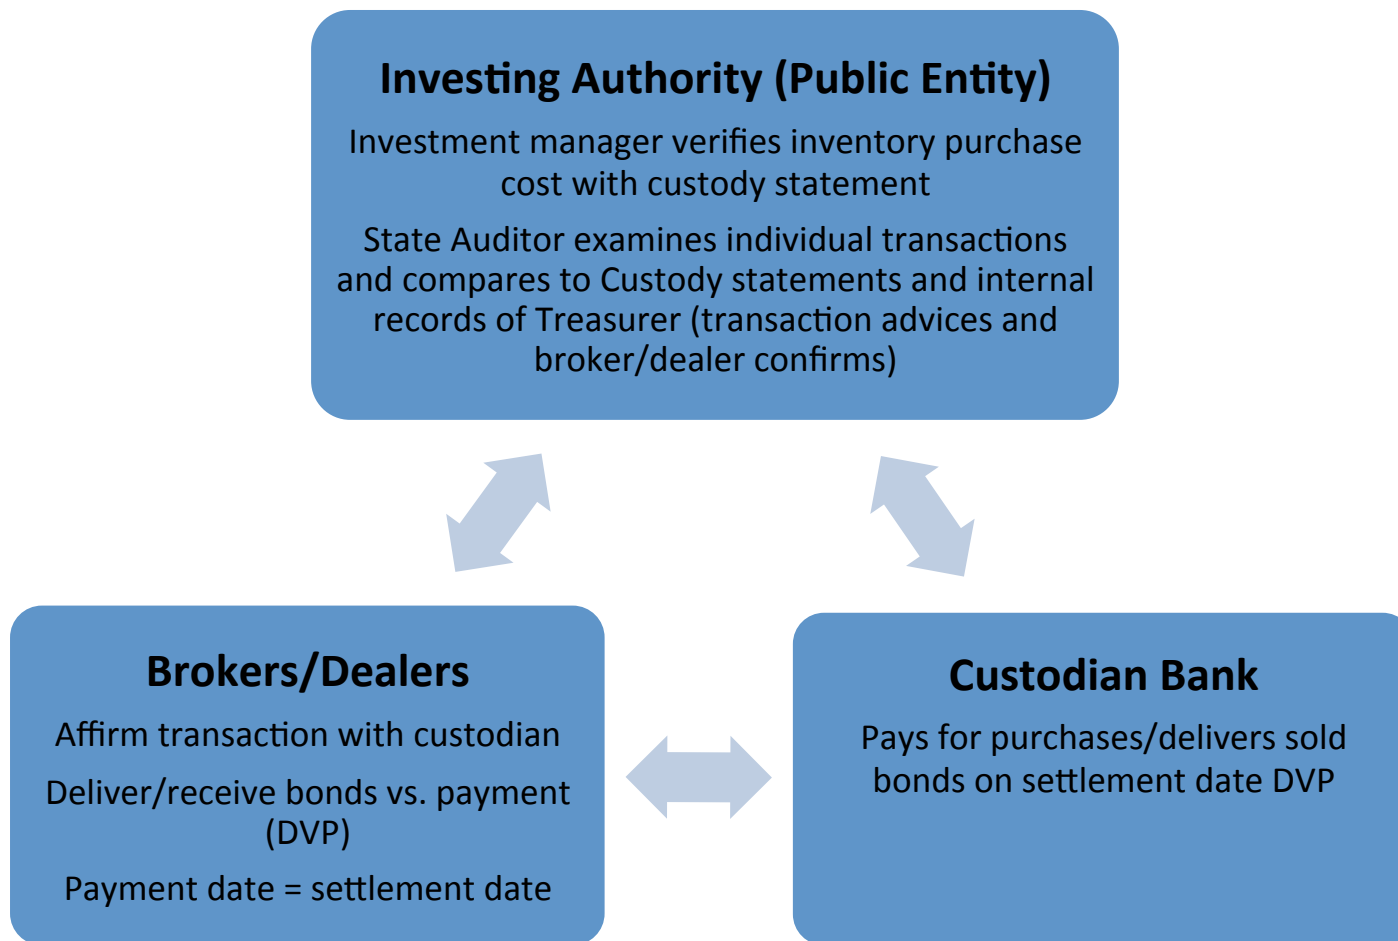 Investing Authority (Public Entity)
Investment manager verifies inventory purchase
cost with custody statement
State Auditor examines individual transactions
and compares to Custody statements and internal
records of Treasurer (transaction advices and
broker/dealer confirms)
Brokers/Dealers
Affirm transaction with custodian
Deliver/receive bonds vs. payment
(DVP)
Payment date = settlement date
Custodian Bank
Pays for purchases/delivers sold
bonds on settlement date DVP